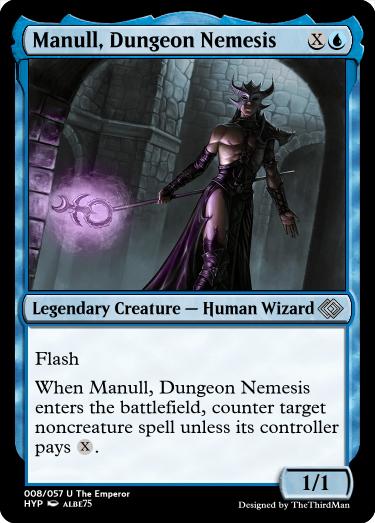 Manull, Dungeon Nemesis X
Legendary Creature — Human Wizard
Flash
When Manull, Dungeon Nemesis
enters the battlefield, counter target
noncreature spell unless its controller
pays X.
1/1
008/057 U The Emperor
HYP ALBE75
Designed by TheThirdMan